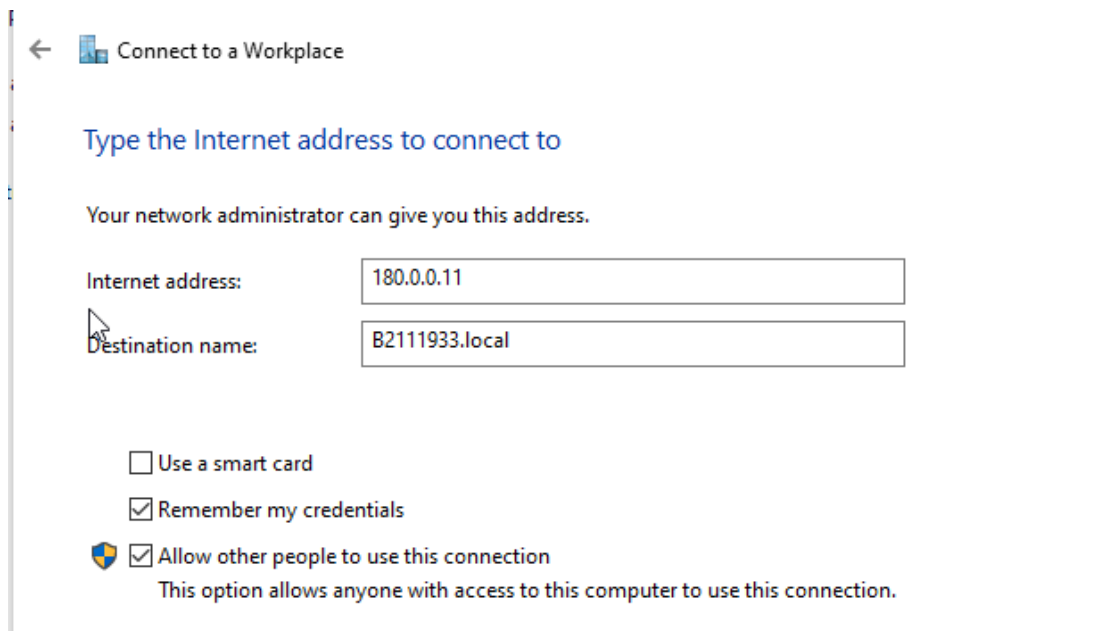 Connect to a Workplace
Type the Internet address to connect to
Your network administrator can give you this address.
Internet address: 180.0.0.11
Destination name: B2111933.local
Use a smart card
Remember my credentials
Allow other people to use this connection
This option allows anyone with access to this computer to use this connection.